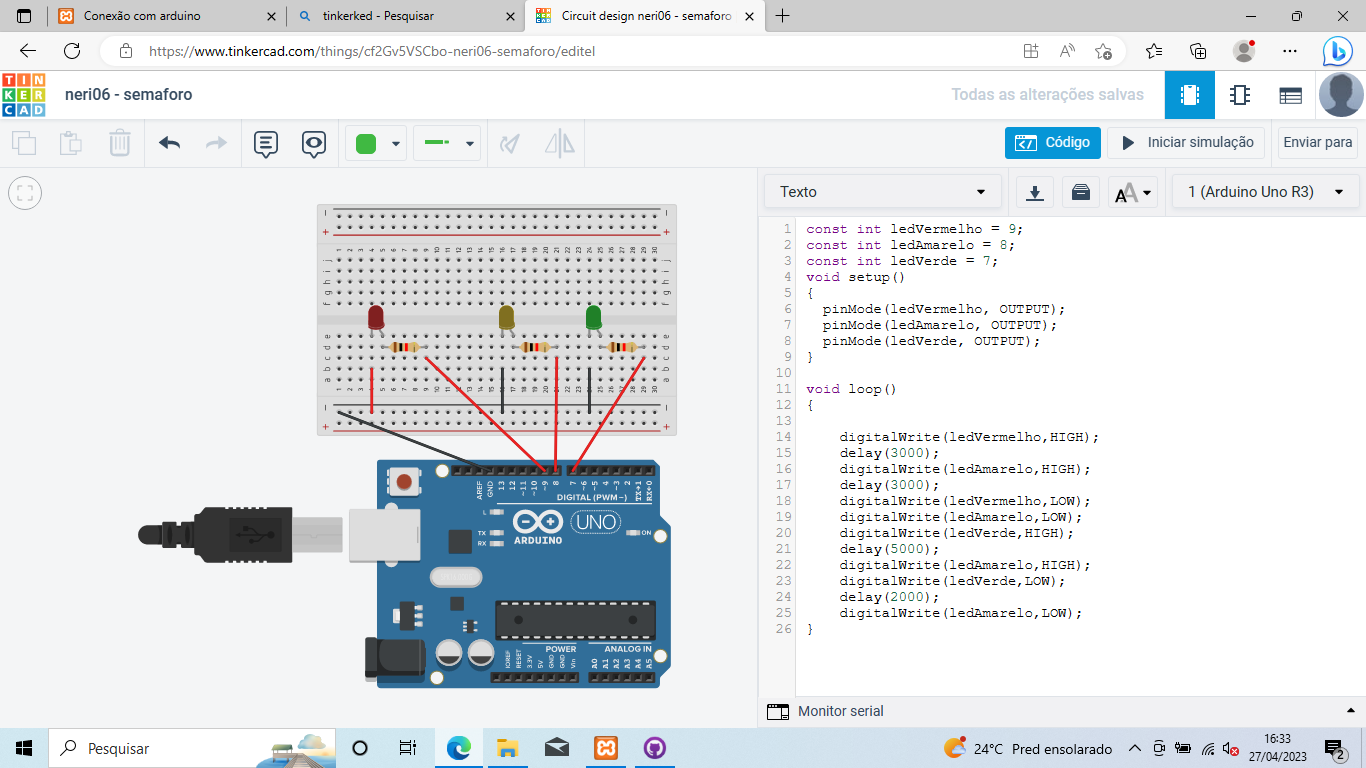 Conexão com arduino
tinkerked - Pesquisar
Circuit design neri06 - semaforo
https://www.tinkercad.com/things/cf2Gv5VSCbo-neri06-semaforo/editel
TIN
KER
CAD
neri06 - semaforo
Todas as alterações salvas
Código
Iniciar simulação
Enviar para
Texto
1 (Arduino Uno R3)
1 const int ledVermelho = 9;
2 const int ledAmarelo = 8;
3 const int ledVerde = 7;
4 void setup()
5 {
6 pinMode(ledVermelho, OUTPUT);
7 pinMode(ledAmarelo, OUTPUT);
8 pinMode(ledVerde, OUTPUT);
9 }
10
11 void loop()
12 {
13
14 digitalWrite(ledVermelho,HIGH);
15 delay(3000);
16 digitalWrite(ledAmarelo,HIGH);
17 delay(3000);
18 digitalWrite(ledVermelho,LOW);
19 digitalWrite(ledAmarelo,LOW);
20 digitalWrite(ledVerde,HIGH);
21 delay(5000);
22 digitalWrite(ledAmarelo,HIGH);
23 digitalWrite(ledVerde,LOW);
24 delay(2000);
25 digitalWrite(ledAmarelo,LOW);
26 }
AREF GND 13 12 ~11 ~10 ~9 8 7 ~6 ~5 4 ~3 2 TX→1 RX←0
DIGITAL (PWM~)
L
TX
RX
ARDUINO
UNO
ON
POWER
ANALOG IN
IOREF RESET 3.3V 5V GND GND Vin A0 A1 A2 A3 A4 A5
Monitor serial
Pesquisar
24°C Pred ensolarado
16:33
27/04/2023
2